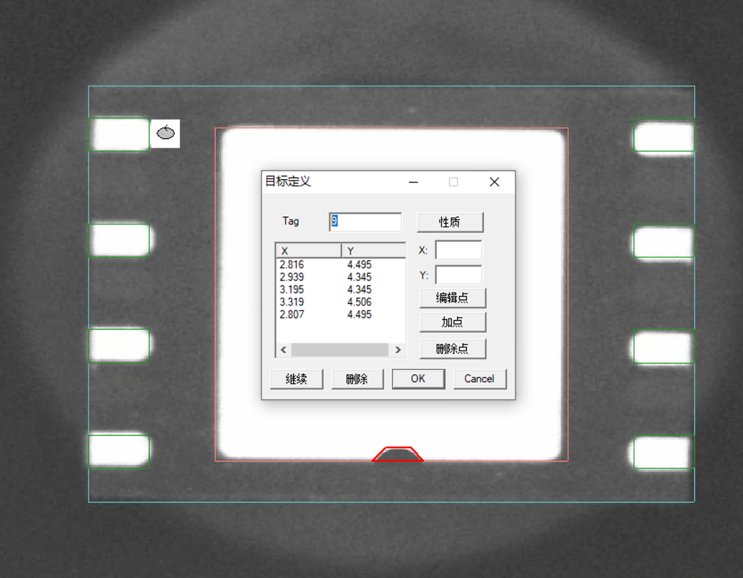 目标定义
Tag 9 性质
X Y X:
2.816 4.495
2.939 4.345 Y:
3.195 4.345
3.319 4.506 编辑点
2.807 4.495
加点
删除点
继续 删除 OK Cancel